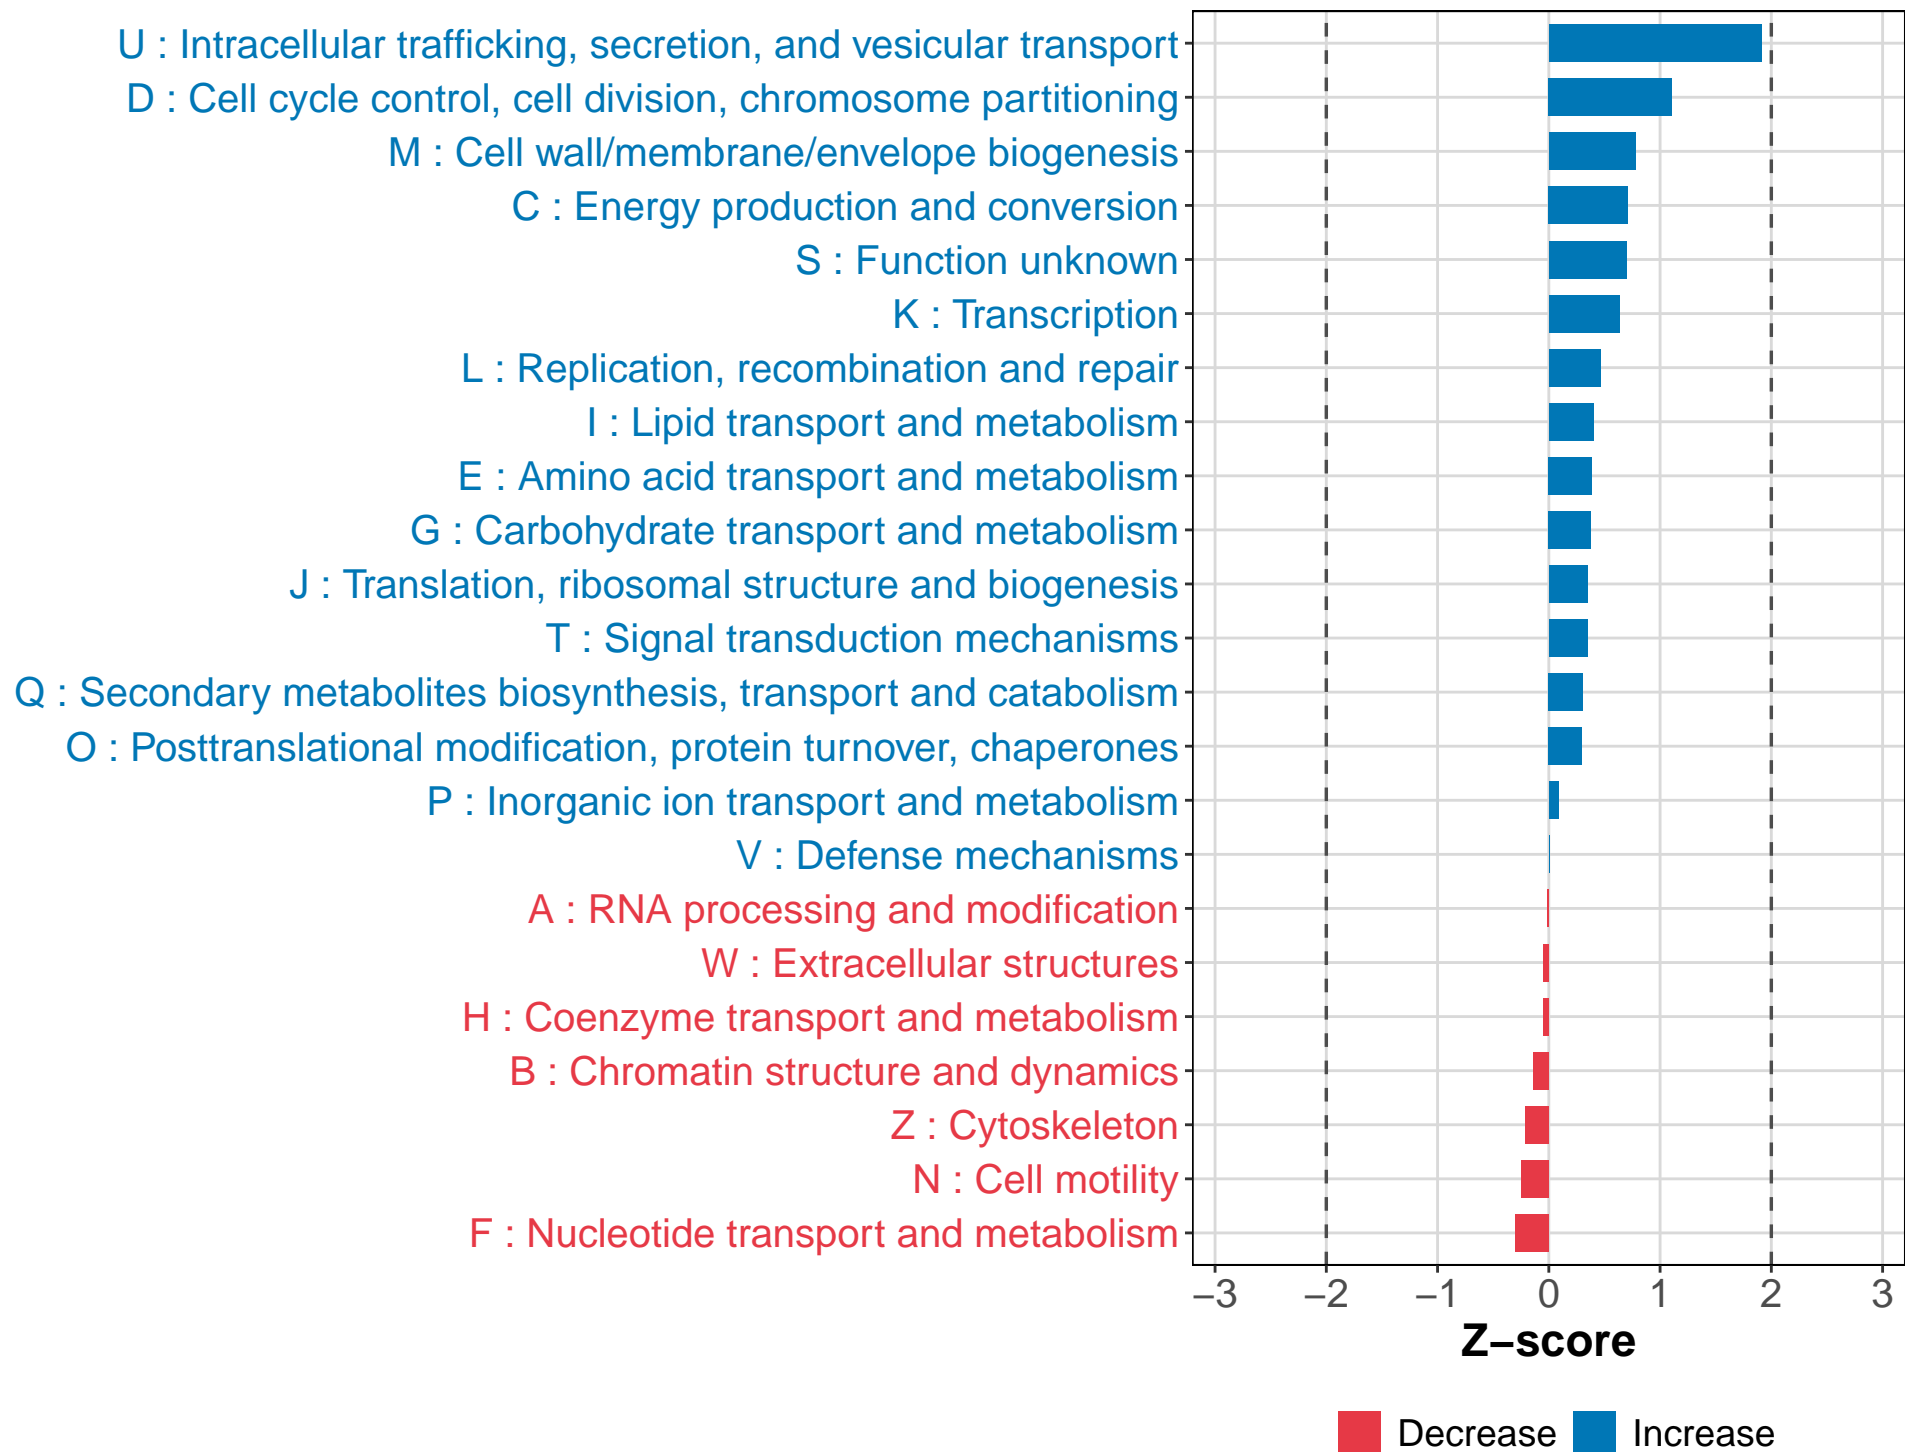 U : Intracellular trafficking, secretion, and vesicular transport
D : Cell cycle control, cell division, chromosome partitioning
M : Cell wall/membrane/envelope biogenesis
C : Energy production and conversion
S : Function unknown
K : Transcription
L : Replication, recombination and repair
I : Lipid transport and metabolism
E : Amino acid transport and metabolism
G : Carbohydrate transport and metabolism
J : Translation, ribosomal structure and biogenesis
T : Signal transduction mechanisms
Q : Secondary metabolites biosynthesis, transport and catabolism
O : Posttranslational modification, protein turnover, chaperones
P : Inorganic ion transport and metabolism
V : Defense mechanisms
A : RNA processing and modification
W : Extracellular structures
H : Coenzyme transport and metabolism
B : Chromatin structure and dynamics
Z : Cytoskeleton
N : Cell motility
F : Nucleotide transport and metabolism
−3 −2 −1 0 1 2 3
Z−score
Decrease Increase